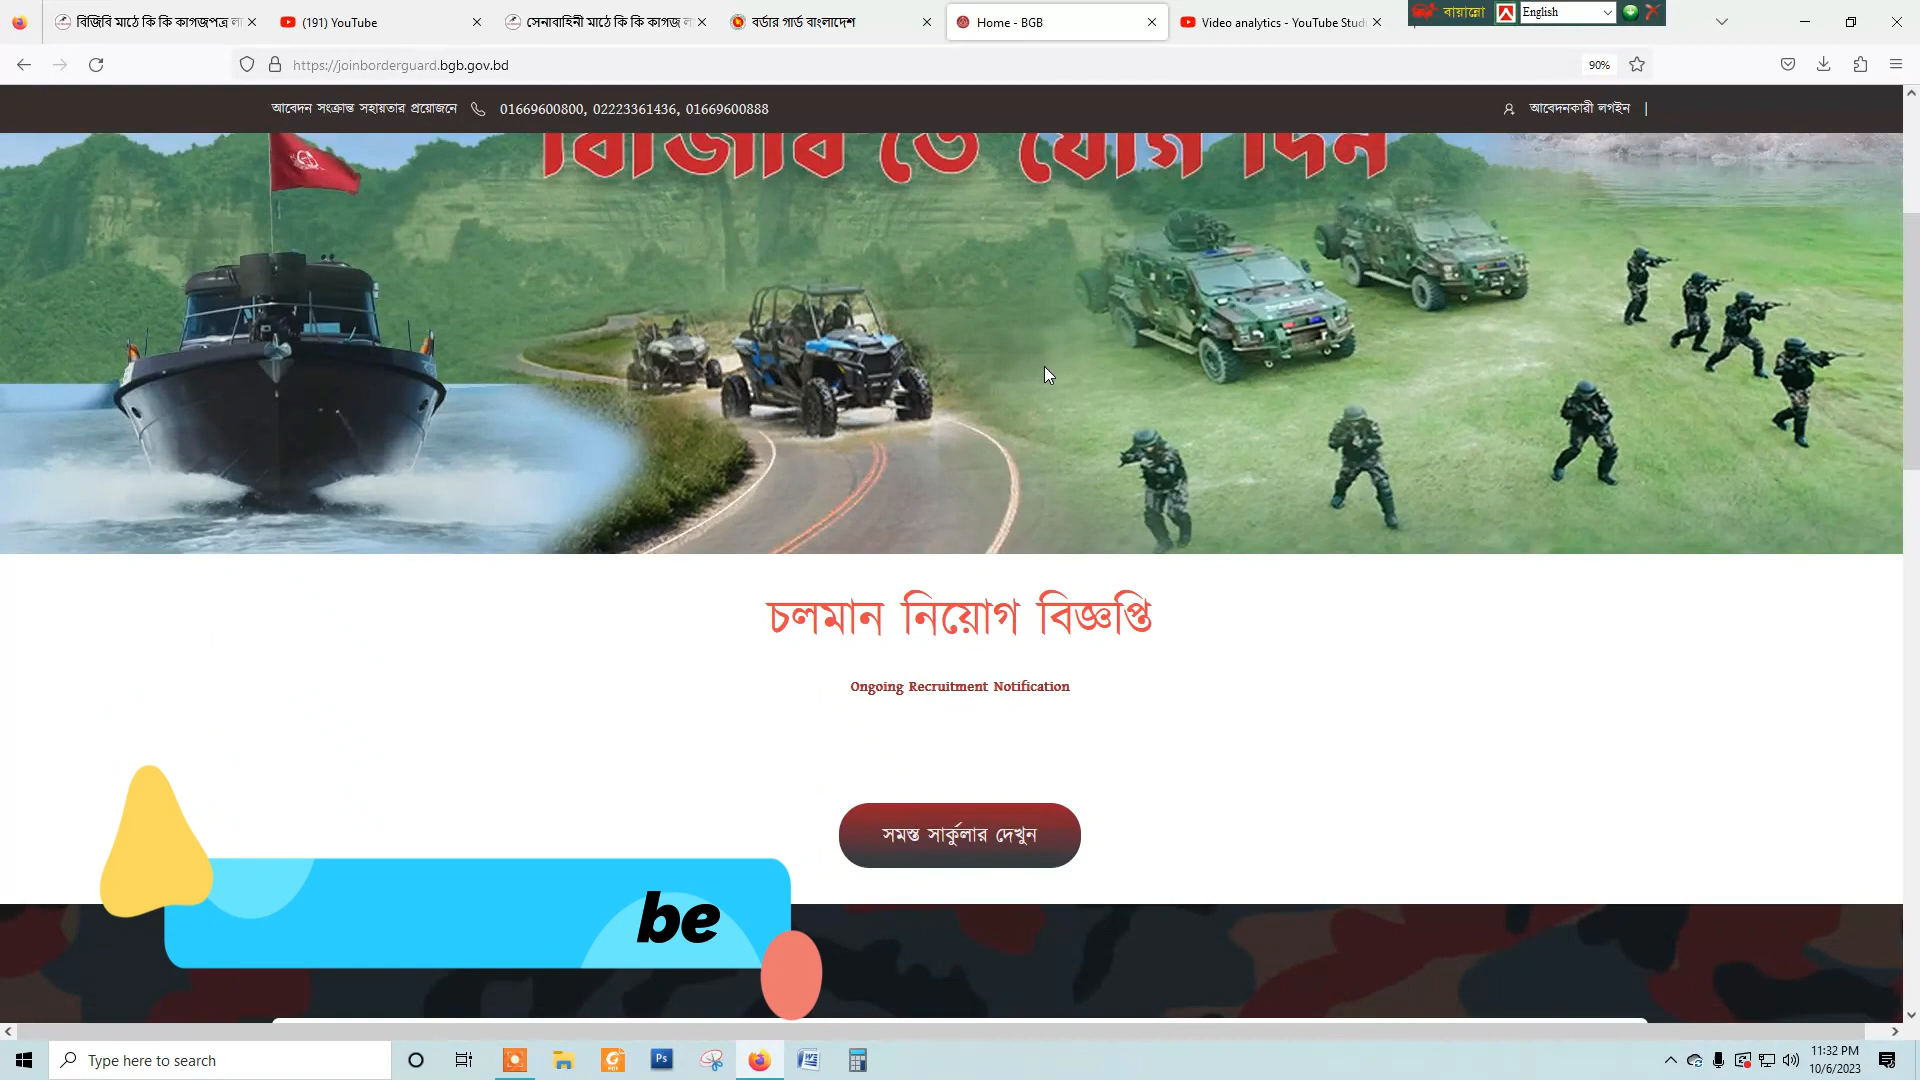 বিজিবি মাঠে কি কি কাগজপত্র লা
(191) YouTube
সেনাবাহিনী মাঠে কি কি কাগজ ল
বর্ডার গার্ড বাংলাদেশ
Home - BGB
Video analytics - YouTube Studi
বায়ান্নো
English
https://joinborderguard.bgb.gov.bd
90%
আবেদন সংক্রান্ত সহায়তার প্রয়োজনে 01669600800, 02223361436, 01669600888
আবেদনকারী লগইন |
বিজিবি তে যোগ দিন
চলমান নিয়োগ বিজ্ঞপ্তি
Ongoing Recruitment Notification
সমস্ত সার্কুলার দেখুন
be
Type here to search
Ps
11:32 PM
10/6/2023